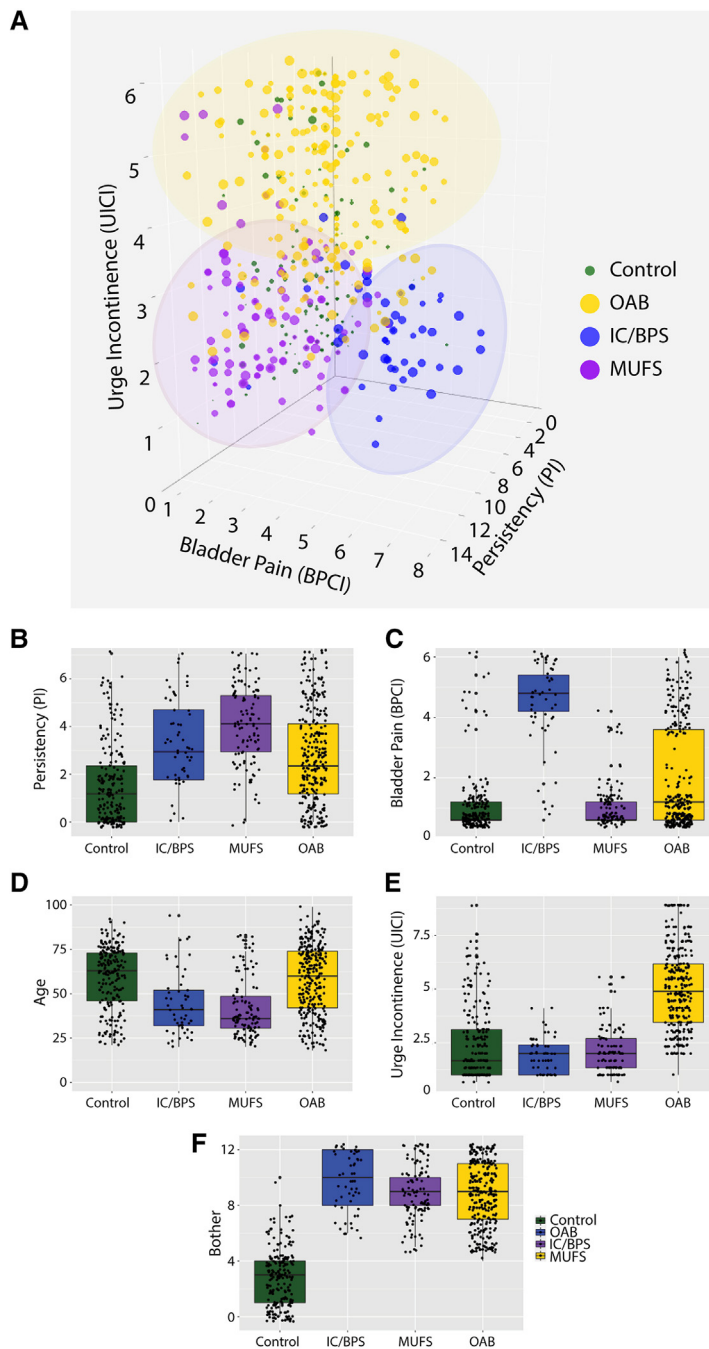 A
Urge Incontinence (UICI)
6
5
4
3
2
1
0
1 2 3 4 5 6 7 8
Bladder Pain (BPCI)
0
2
4
6
8
10
12
14
Persistency (PI)
Control
OAB
IC/BPS
MUFS
B
Persistency (PI)
6
4
2
0
Control IC/BPS MUFS OAB
C
Bladder Pain (BPCI)
6
4
2
0
Control IC/BPS MUFS OAB
D
Age
100
75
50
25
0
Control IC/BPS MUFS OAB
E
Urge Incontinence (UICI)
7.5
5
2.5
0
Control IC/BPS MUFS OAB
F
Bother
12
8
4
0
Control IC/BPS MUFS OAB
Control
OAB
IC/BPS
MUFS